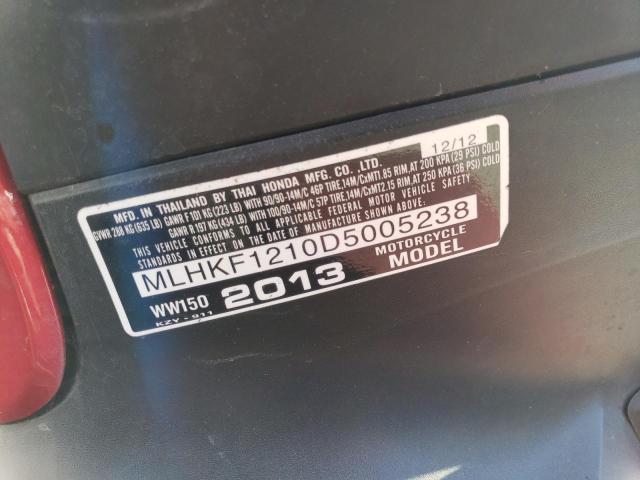 MFD. IN THAILAND BY THAI HONDA MFG. CO.,LTD. 12/12
GVWR 288 KG(635 LB) GAWR F 101 KG(223 LB) WITH 90/90-14M/C 46P TIRE,14M/CxMT1.85 RIM,AT 200 KPA(29 PSI) COLD
GAWR R 197 KG(434 LB) WITH 100/90-14M/C 57P TIRE,14M/CxMT2.15 RIM,AT 250 KPA(36 PSI) COLD
THIS VEHICLE CONFORMS TO ALL APPLICABLE FEDERAL MOTOR VEHICLE SAFETY
STANDARDS IN EFFECT ON THE DATE OF MANUFACTURE SHOWN ABOVE.
MLHKF1210D5005238
WW150 2013 MOTORCYCLE MODEL
KZY-911